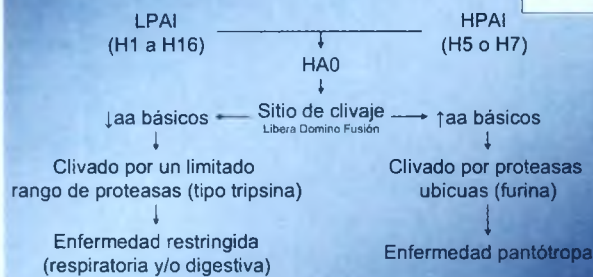 LPAI
(H1 a H16)
HPAI
(H5 o H7)
HA0
↓aa básicos
Sitio de clivaje
Libera Domino Fusión
↑aa básicos
Clivado por un limitado
rango de proteasas (tipo tripsina)
Clivado por proteasas
ubicuas (furina)
Enfermedad restringida
(respiratoria y/o digestiva)
Enfermedad pantótropa